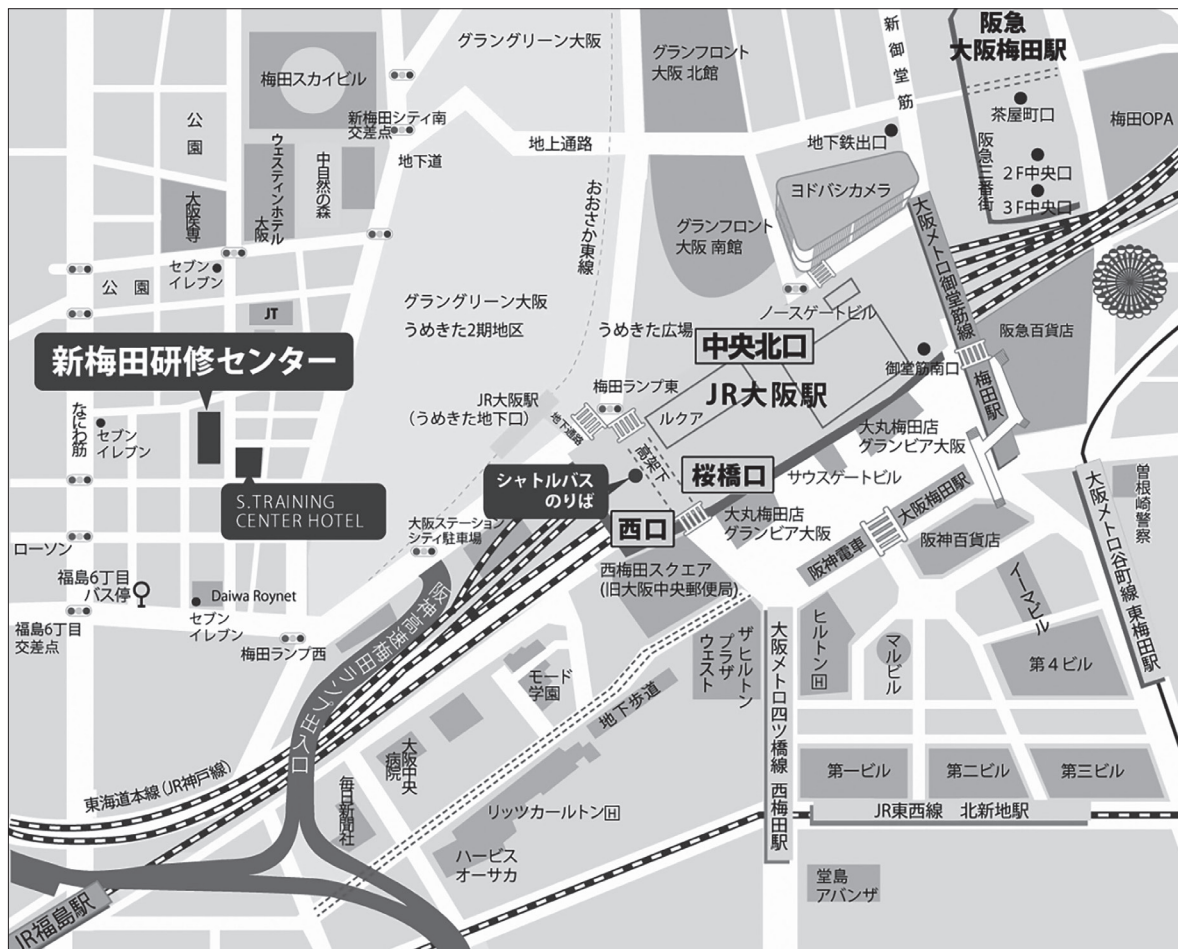 グラングリーン大阪
グランフロント
大阪 北館
新御堂筋
阪急
大阪梅田駅
梅田スカイビル
茶屋町口
梅田OPA
公園
新梅田シティ南
交差点
地下道
地上通路
地下鉄出口
阪急三番街
2F中央口
3F中央口
ウェスティンホテル
大阪
中自然の森
大阪医専
おおさか東線
ヨドバシカメラ
グランフロント
大阪 南館
大阪メトロ御堂筋線
梅田駅
セブン
イレブン
公園
JT
グラングリーン大阪
うめきた2期地区
うめきた広場
ノースゲートビル
阪急百貨店
新梅田研修センター
中央北口
JR大阪駅
御堂筋南口
梅田ランプ東
JR大阪駅
(うめきた地下口)
地下通路
ルクア
なにわ筋
セブン
イレブン
高架下
大丸梅田店
グランビア大阪
シャトルバス
のりば
桜橋口
サウスゲートビル
S.TRAINING
CENTER HOTEL
大阪ステーション
シティ駐車場
西口
大丸梅田店
グランビア大阪
阪神電車
大阪梅田駅
阪神百貨店
曽根崎警察
大阪メトロ谷町線 東梅田駅
ローソン
福島6丁目
バス停
Daiwa Roynet
セブン
イレブン
福島6丁目
交差点
梅田ランプ西
阪神高速梅田ランプ出入口
西梅田スクエア
(旧大阪中央郵便局)
イーマビル
ヒルトンH
マルビル
第4ビル
ザヒルトン
プラザ
ウェスト
大阪メトロ四ツ橋線 西梅田駅
モード
学園
地下歩道
大阪中央
病院
毎日新聞社
東海道本線(JR神戸線)
リッツカールトンH
第一ビル
第二ビル
第三ビル
JR東西線 北新地駅
ハービス
オーサカ
堂島
アバンザ
JR福島駅